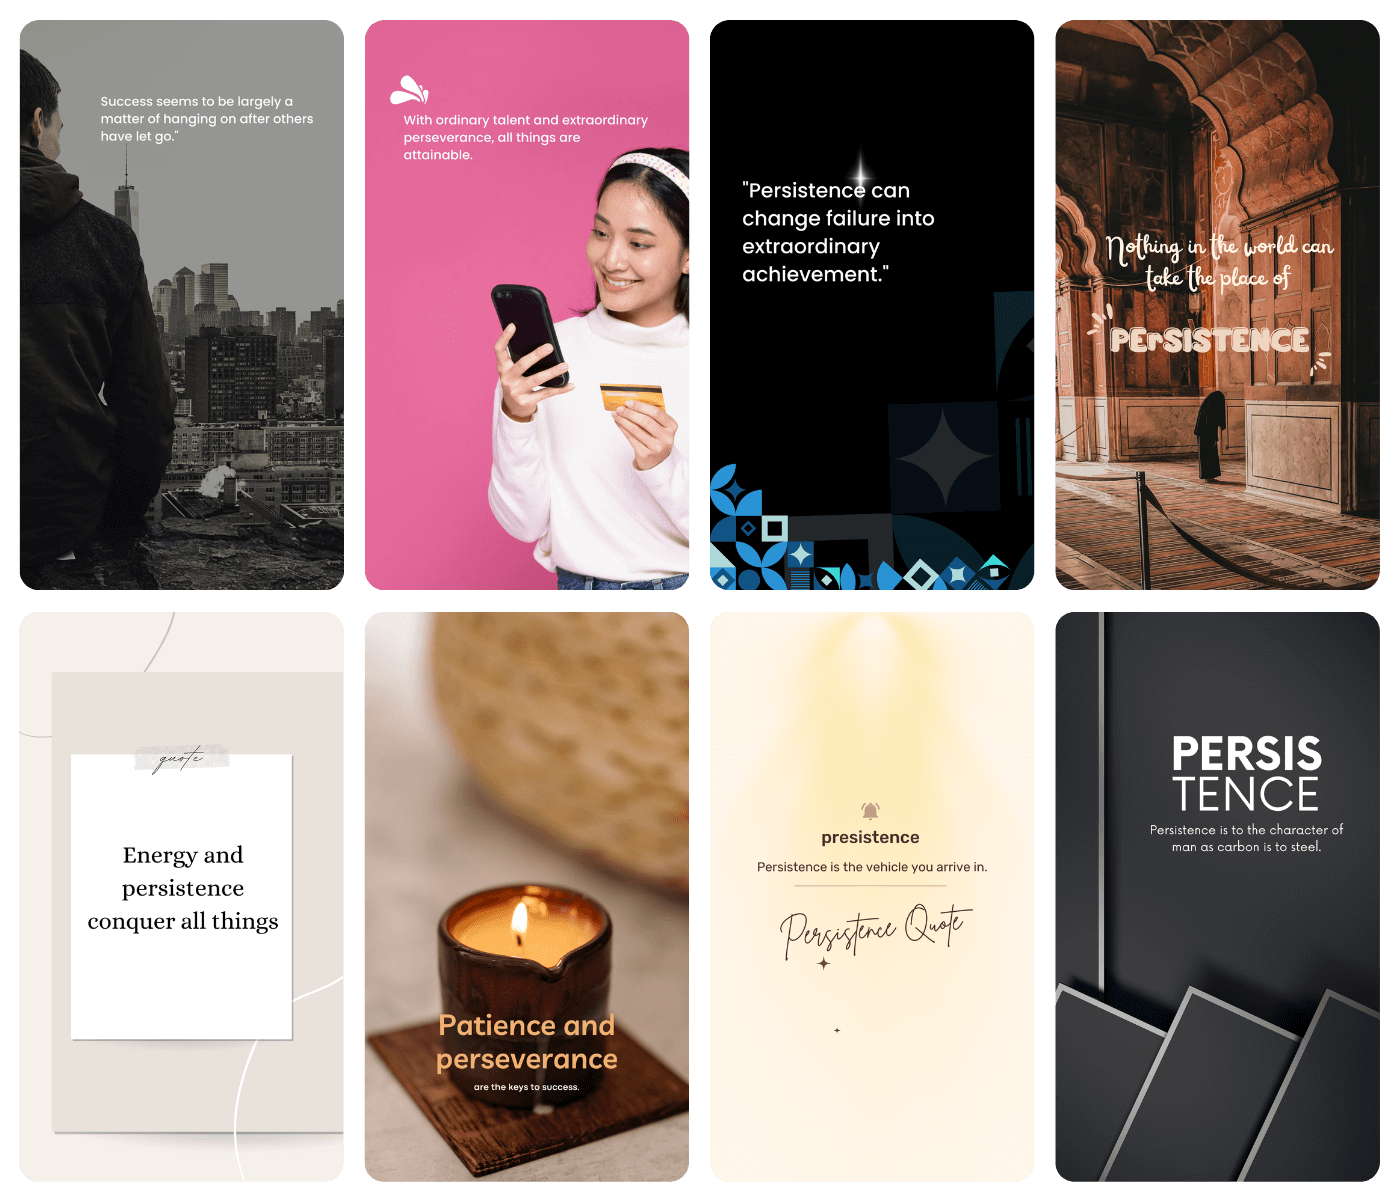 Success seems to be largely a
matter of hanging on after others
have let go."
With ordinary talent and extraordinary
perseverance, all things are
attainable.
"Persistence can
change failure into
extraordinary
achievement."
Nothing in the world can
take the place of
PErSISTENCE
quote
Energy and
persistence
conquer all things
Patience and
perseverance
are the keys to success.
presistence
Persistence is the vehicle you arrive in.
Persistence Quote
PERSIS
TENCE
Persistence is to the character of
man as carbon is to steel.